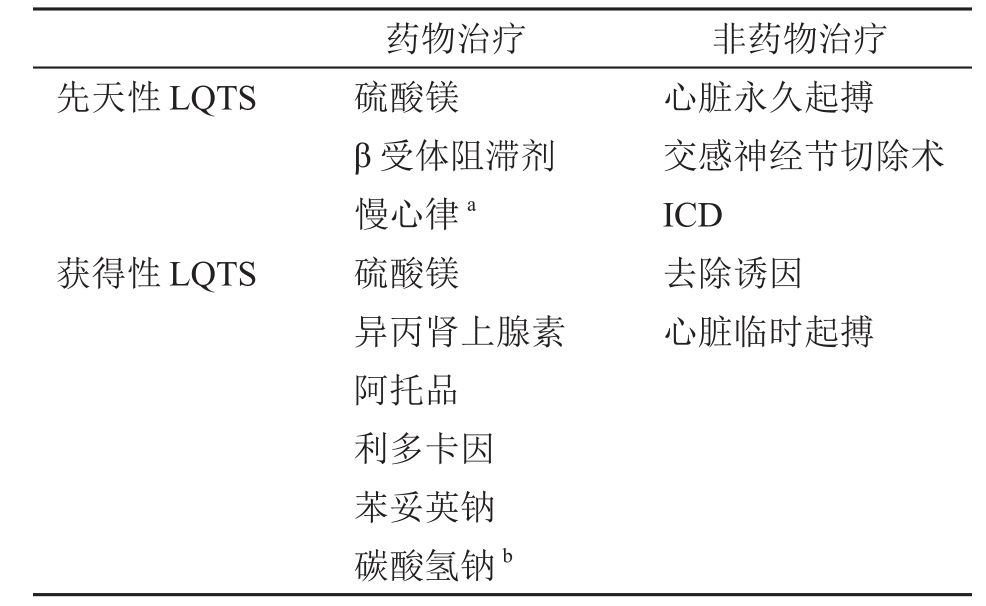 药物治疗 非药物治疗
先天性 LQTS 硫酸镁 心脏永久起搏
β 受体阻滞剂 交感神经节切除术
慢心律 a ICD
获得性 LQTS 硫酸镁 去除诱因
异丙肾上腺素 心脏临时起搏
阿托品
利多卡因
苯妥英钠
碳酸氢钠 b